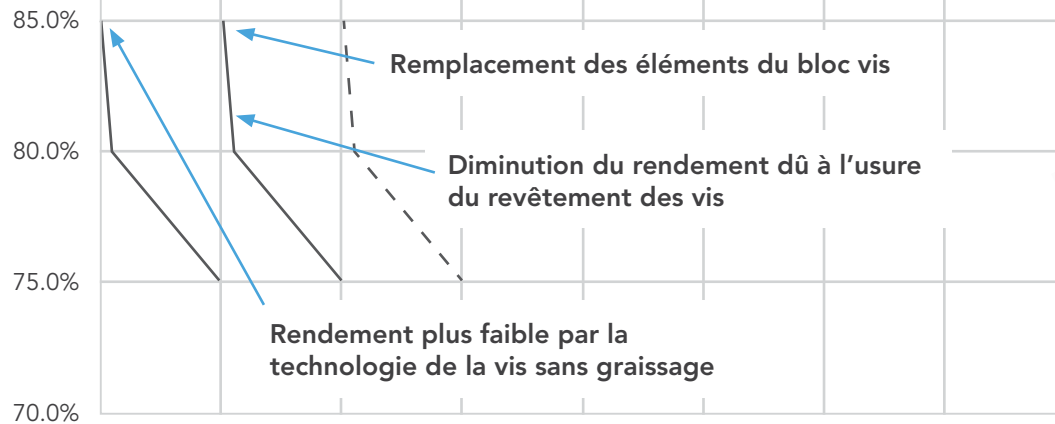 85.0%
Remplacement des éléments du bloc vis
80.0%
Diminution du rendement dû à l’usure
du revêtement des vis
75.0%
Rendement plus faible par la
technologie de la vis sans graissage
70.0%